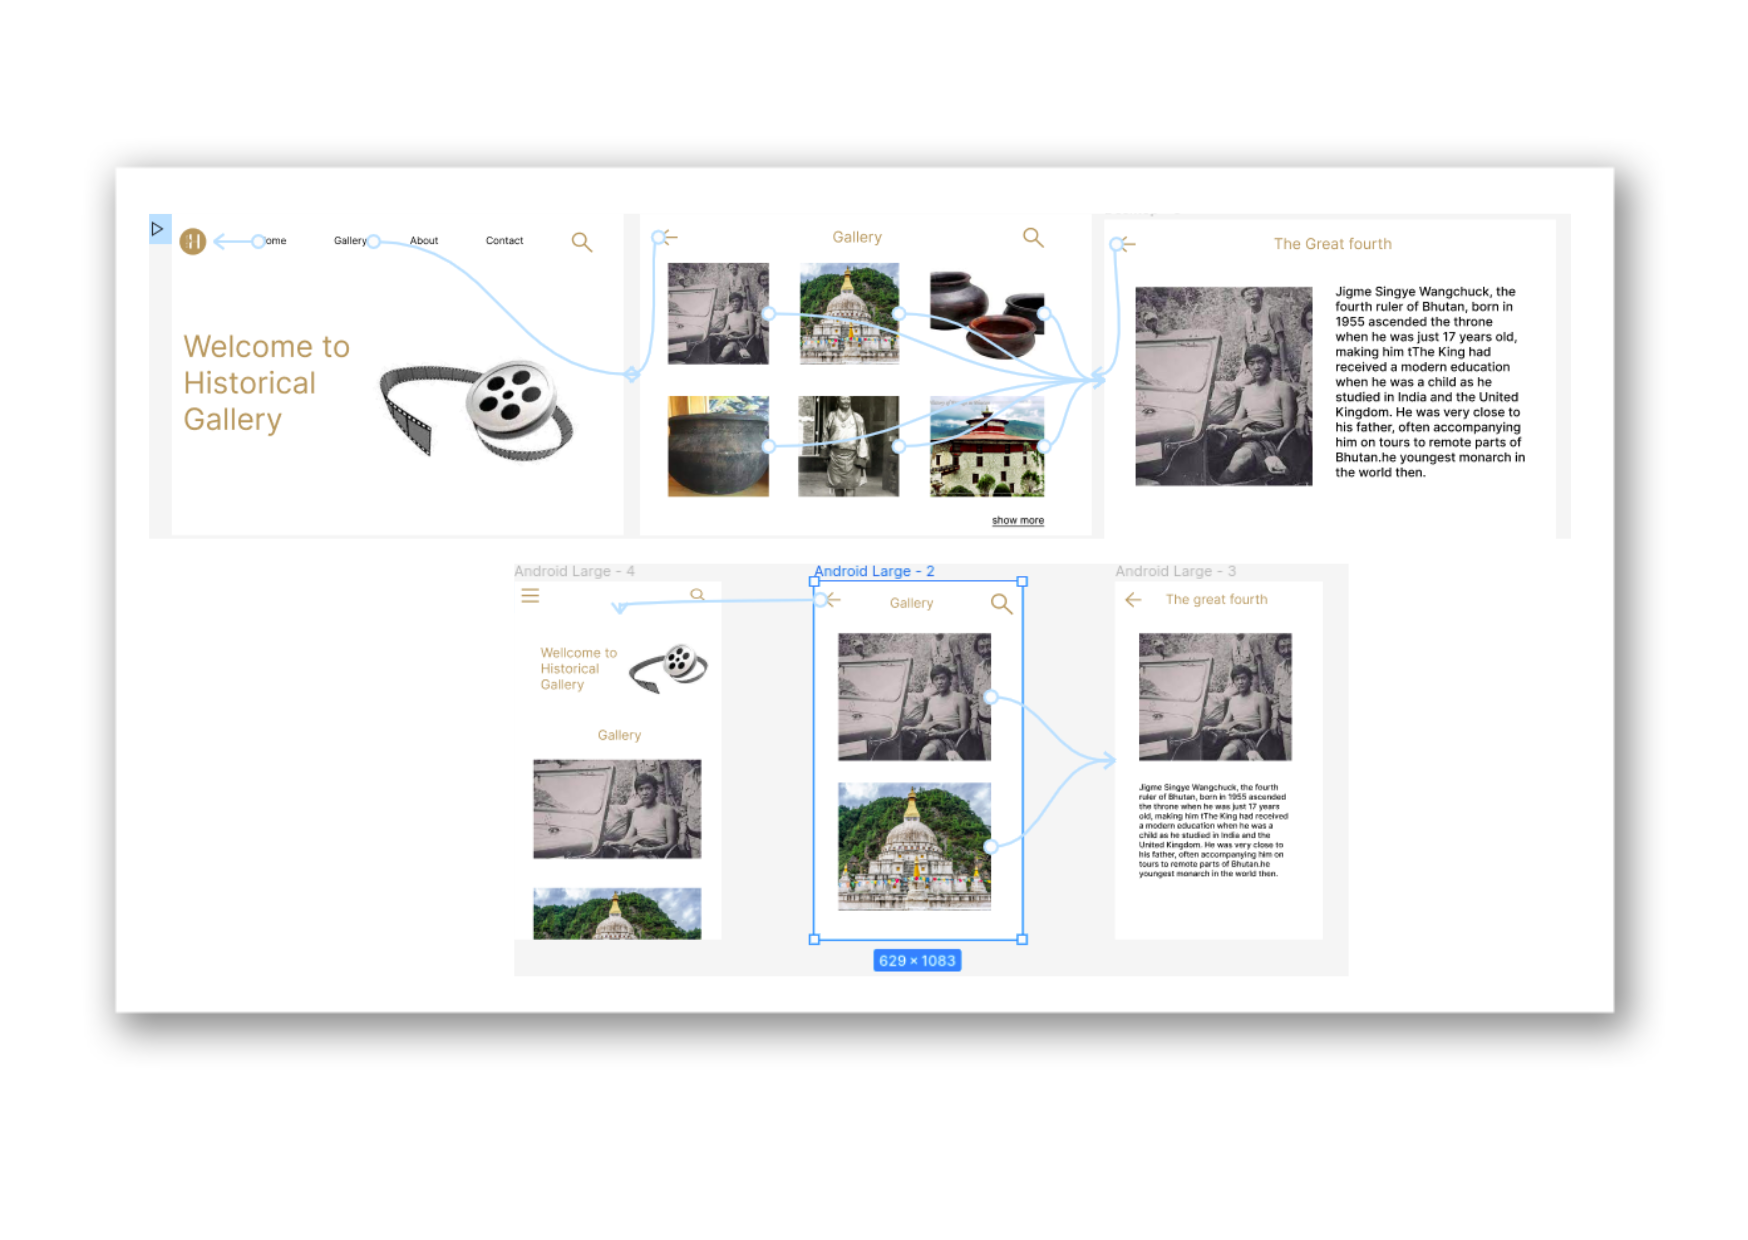 H
ome
Gallery
About
Contact
Welcome to
Historical
Gallery
Gallery
show more
The Great fourth
Jigme Singye Wangchuck, the
fourth ruler of Bhutan, born in
1955 ascended the throne
when he was just 17 years old,
making him tThe King had
received a modern education
when he was a child as he
studied in India and the United
Kingdom. He was very close to
his father, often accompanying
him on tours to remote parts of
Bhutan.he youngest monarch in
the world then.
Android Large - 4
Wellcome to
Historical
Gallery
Gallery
Android Large - 2
Gallery
629 × 1083
Android Large - 3
The great fourth
Jigme Singye Wangchuck, the fourth
ruler of Bhutan, born in 1955 ascended
the throne when he was just 17 years
old, making him tThe King had received
a modern education when he was a
child as he studied in India and the
United Kingdom. He was very close to
his father, often accompanying him on
tours to remote parts of Bhutan.he
youngest monarch in the world then.